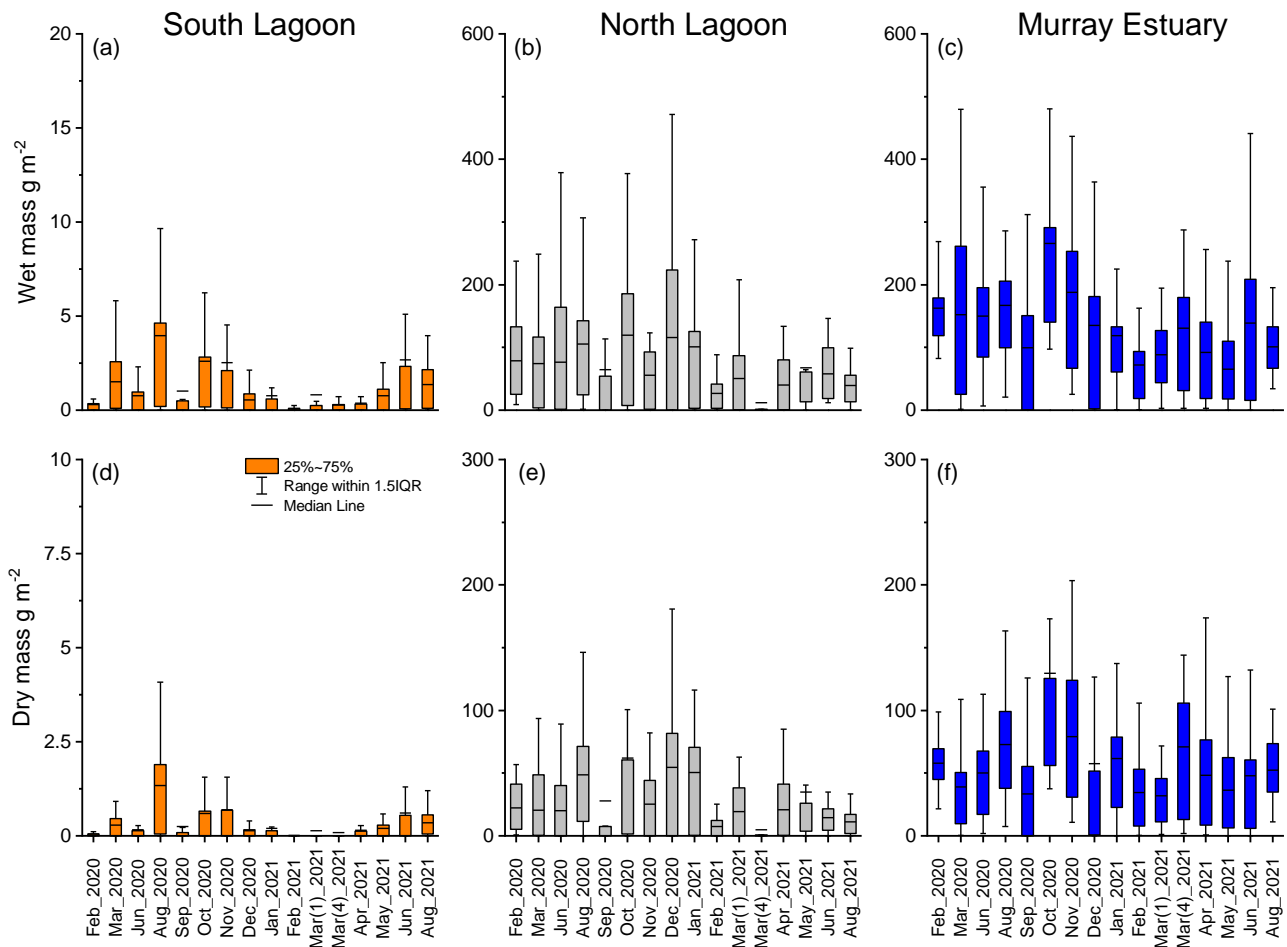 South Lagoon
North Lagoon
Murray Estuary
(a)
(b)
(c)
20
15
10
5
0
600
400
200
0
600
400
200
0
Wet mass g m-2
(d)
(e)
(f)
25%~75%
Range within 1.5IQR
Median Line
10
7.5
5
2.5
0
300
200
100
0
300
200
100
0
Dry mass g m-2
Feb_2020
Mar_2020
Jun_2020
Aug_2020
Sep_2020
Oct_2020
Nov_2020
Dec_2020
Jan_2021
Feb_2021
Mar(1)_2021
Mar(4)_2021
Apr_2021
May_2021
Jun_2021
Aug_2021
Feb_2020
Mar_2020
Jun_2020
Aug_2020
Sep_2020
Oct_2020
Nov_2020
Dec_2020
Jan_2021
Feb_2021
Mar(1)_2021
Mar(4)_2021
Apr_2021
May_2021
Jun_2021
Aug_2021
Feb_2020
Mar_2020
Jun_2020
Aug_2020
Sep_2020
Oct_2020
Nov_2020
Dec_2020
Jan_2021
Feb_2021
Mar(1)_2021
Mar(4)_2021
Apr_2021
May_2021
Jun_2021
Aug_2021